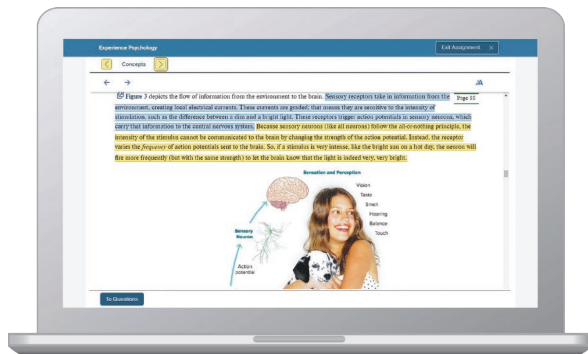 Experience Psychology
Exit Assignment ×
Concepts
Figure 3 depicts the flow of information from the environment to the brain. Sensory receptors take in information from the
Page 95
environment, creating local electrical currents. These currents are graded; that means they are sensitive to the intensity of
stimulation, such as the difference between a dim and a bright light. These receptors trigger action potentials in sensory neurons, which
carry that information to the central nervous system. Because sensory neurons (like all neurons) follow the all-or-nothing principle, the
intensity of the stimulus cannot be communicated to the brain by changing the strength of the action potential. Instead, the receptor
varies the frequency of action potentials sent to the brain. So, if a stimulus is very intense, like the bright sun on a hot day, the neuron will
fire more frequently (but with the same strength) to let the brain know that the light is indeed very, very bright.
Sensation and Perception
Vision
Taste
Smell
Hearing
Balance
Touch
Sensory
Neurons
Action
potential
To Questions